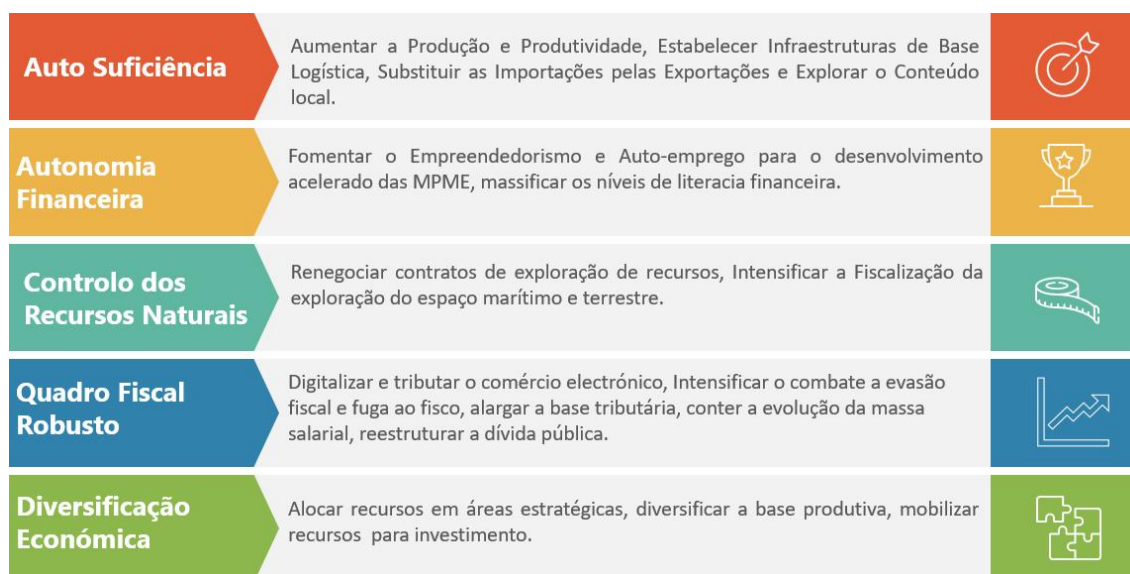 Auto Suficiência
Aumentar a Produção e Produtividade, Estabelecer Infraestruturas de Base
Logística, Substituir as Importações pelas Exportações e Explorar o Conteúdo
local.
Autonomia
Financeira
Fomentar o Empreendedorismo e Auto-emprego para o desenvolvimento
acelerado das MPME, massificar os níveis de literacia financeira.
Controlo dos
Recursos Naturais
Renegociar contratos de exploração de recursos, Intensificar a Fiscalização da
exploração do espaço marítimo e terrestre.
Quadro Fiscal
Robusto
Digitalizar e tributar o comércio electrónico, Intensificar o combate a evasão
fiscal e fuga ao fisco, alargar a base tributária, conter a evolução da massa
salarial, reestruturar a dívida pública.
Diversificação
Económica
Alocar recursos em áreas estratégicas, diversificar a base produtiva, mobilizar
recursos para investimento.